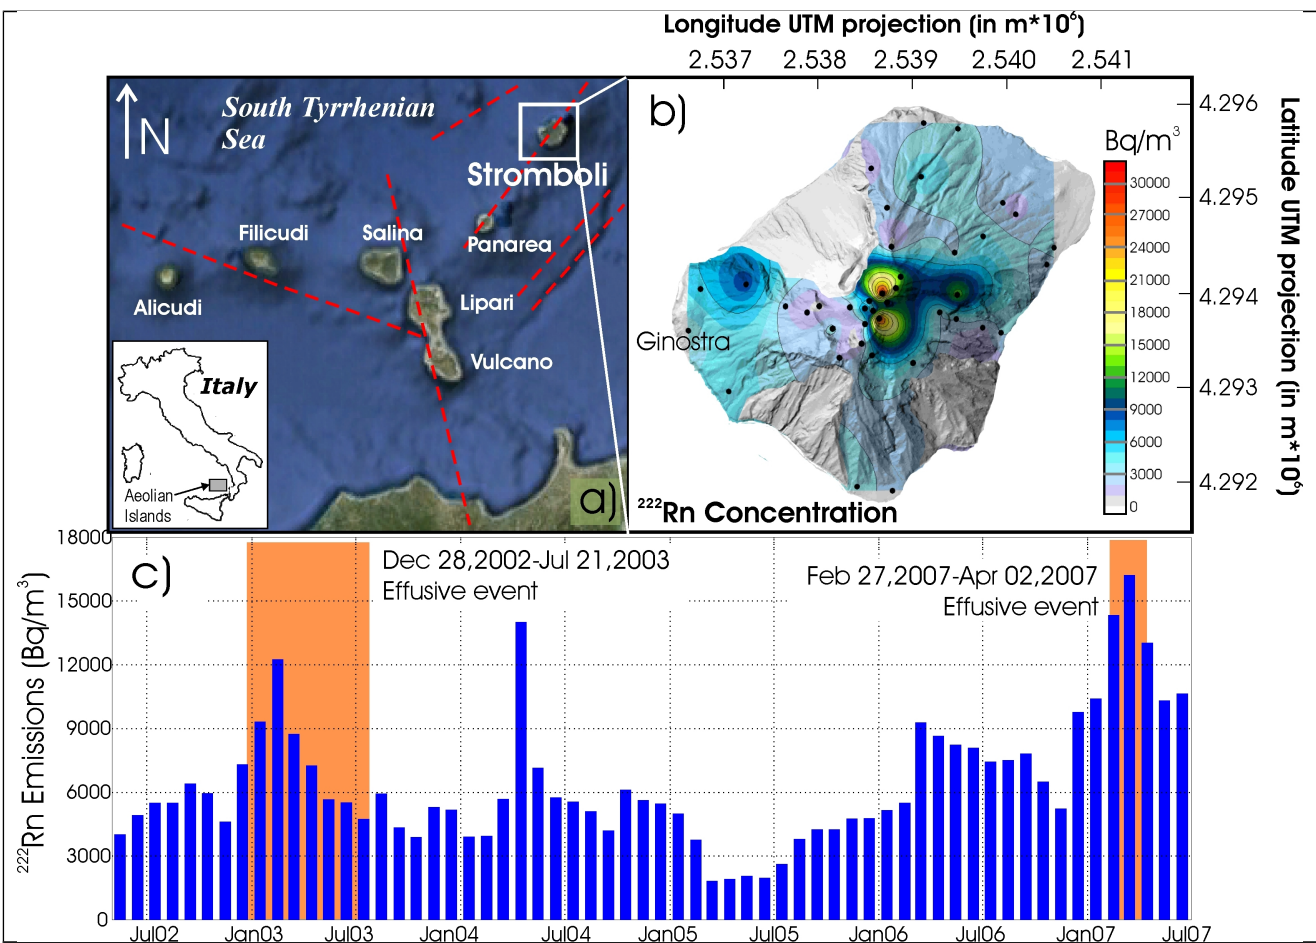 Longitude UTM projection (in m*10⁶)
2.537 2.538 2.539 2.540 2.541
South Tyrrhenian
Sea
N
Stromboli
Filicudi
Salina
Panarea
Alicudi
Lipari
Vulcano
Italy
Aeolian
Islands
a)
b)
Bq/m³
30000
27000
24000
21000
18000
15000
12000
9000
6000
3000
0
Ginostra
²²²Rn Concentration
4.296
4.295
4.294
4.293
4.292
Latitude UTM projection (in m*10⁶)
c)
Dec 28,2002-Jul 21,2003
Effusive event
Feb 27,2007-Apr 02,2007
Effusive event
²²²Rn Emissions (Bq/m³)
18000
15000
12000
9000
6000
3000
0
Jul02 Jan03 Jul03 Jan04 Jul04 Jan05 Jul05 Jan06 Jul06 Jan07 Jul07